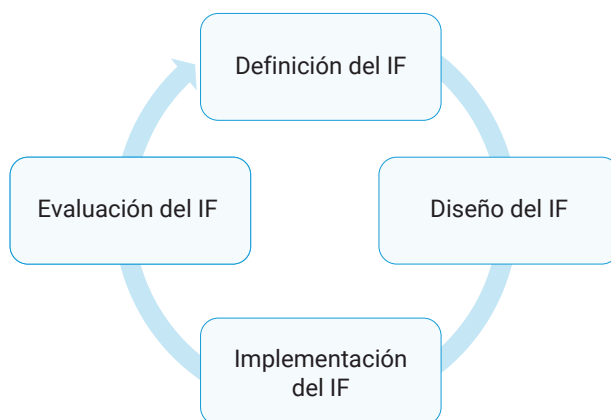 Definición del IF
Diseño del IF
Implementación
del IF
Evaluación del IF